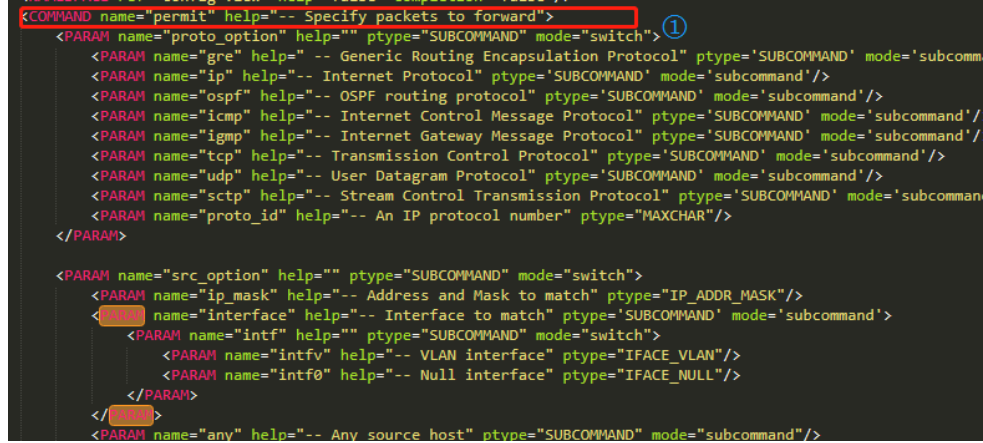 <COMMAND name="permit" help="-- Specify packets to forward">
①
<PARAM name="proto_option" help="" ptype="SUBCOMMAND" mode="switch">
<PARAM name="gre" help=" -- Generic Routing Encapsulation Protocol" ptype='SUBCOMMAND' mode='subcomma
<PARAM name="ip" help="-- Internet Protocol" ptype='SUBCOMMAND' mode='subcommand'/>
<PARAM name="ospf" help="-- OSPF routing protocol" ptype='SUBCOMMAND' mode='subcommand'/>
<PARAM name="icmp" help="-- Internet Control Message Protocol" ptype='SUBCOMMAND' mode='subcommand'/
<PARAM name="igmp" help="-- Internet Gateway Message Protocol" ptype='SUBCOMMAND' mode='subcommand'/
<PARAM name="tcp" help="-- Transmission Control Protocol" ptype='SUBCOMMAND' mode='subcommand'/>
<PARAM name="udp" help="-- User Datagram Protocol" ptype='SUBCOMMAND' mode='subcommand'/>
<PARAM name="sctp" help="-- Stream Control Transmission Protocol" ptype='SUBCOMMAND' mode='subcommand
<PARAM name="proto_id" help="-- An IP protocol number" ptype="MAXCHAR"/>
</PARAM>
<PARAM name="src_option" help="" ptype="SUBCOMMAND" mode="switch">
<PARAM name="ip_mask" help="-- Address and Mask to match" ptype="IP_ADDR_MASK"/>
<PARAM name="interface" help="-- Interface to match" ptype='SUBCOMMAND' mode='subcommand'>
<PARAM name="intf" help="" ptype="SUBCOMMAND" mode="switch">
<PARAM name="intfv" help="-- VLAN interface" ptype="IFACE_VLAN"/>
<PARAM name="intf0" help="-- Null interface" ptype="IFACE_NULL"/>
</PARAM>
</PARAM>
<PARAM name="any" help="-- Any source host" ptype="SUBCOMMAND" mode="subcommand"/>